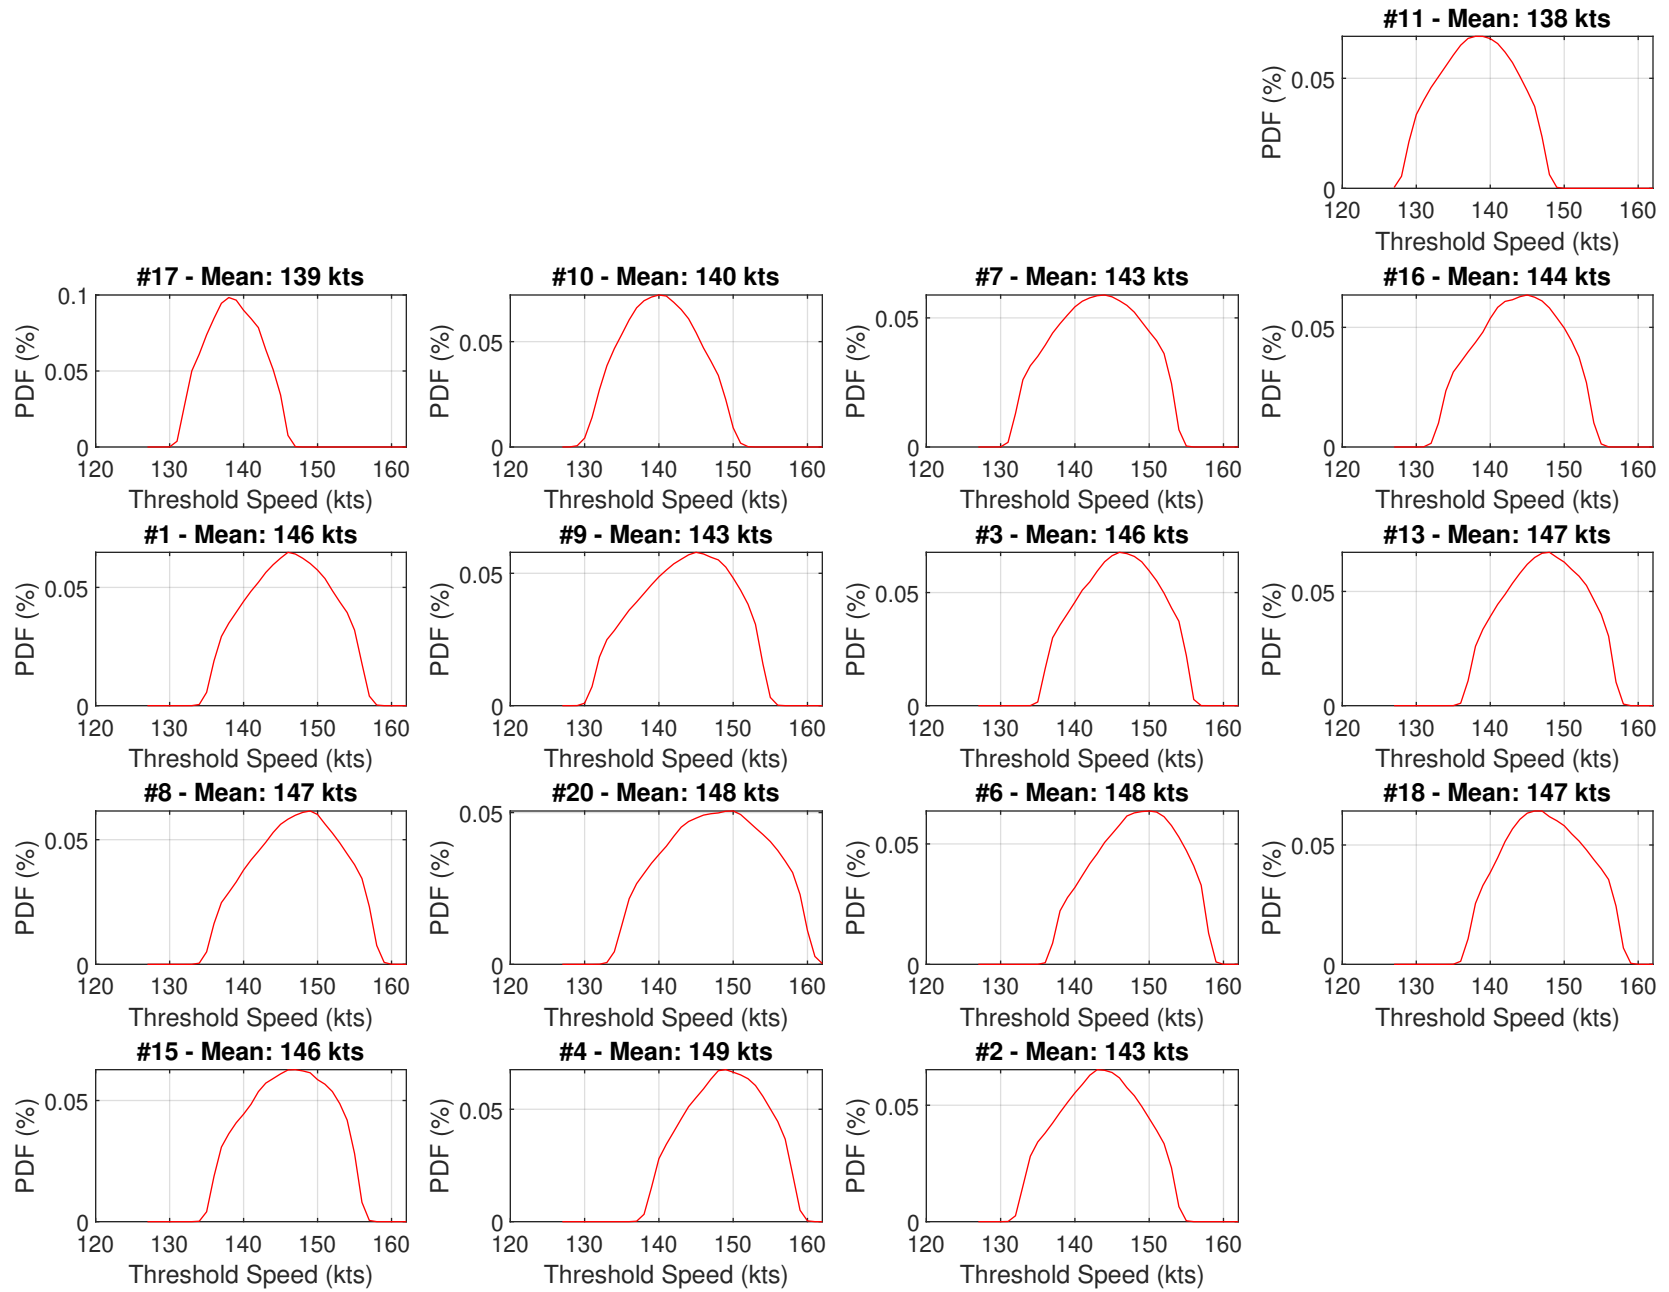 #11 - Mean: 138 kts
PDF (%)
0.05
0
120 130 140 150 160
Threshold Speed (kts)
#17 - Mean: 139 kts
PDF (%)
0.1
0.05
0
120 130 140 150 160
Threshold Speed (kts)
#10 - Mean: 140 kts
PDF (%)
0.05
0
120 130 140 150 160
Threshold Speed (kts)
#7 - Mean: 143 kts
PDF (%)
0.05
0
120 130 140 150 160
Threshold Speed (kts)
#16 - Mean: 144 kts
PDF (%)
0.05
0
120 130 140 150 160
Threshold Speed (kts)
#1 - Mean: 146 kts
PDF (%)
0.05
0
120 130 140 150 160
Threshold Speed (kts)
#9 - Mean: 143 kts
PDF (%)
0.05
0
120 130 140 150 160
Threshold Speed (kts)
#3 - Mean: 146 kts
PDF (%)
0.05
0
120 130 140 150 160
Threshold Speed (kts)
#13 - Mean: 147 kts
PDF (%)
0.05
0
120 130 140 150 160
Threshold Speed (kts)
#8 - Mean: 147 kts
PDF (%)
0.05
0
120 130 140 150 160
Threshold Speed (kts)
#20 - Mean: 148 kts
PDF (%)
0.05
0
120 130 140 150 160
Threshold Speed (kts)
#6 - Mean: 148 kts
PDF (%)
0.05
0
120 130 140 150 160
Threshold Speed (kts)
#18 - Mean: 147 kts
PDF (%)
0.05
0
120 130 140 150 160
Threshold Speed (kts)
#15 - Mean: 146 kts
PDF (%)
0.05
0
120 130 140 150 160
Threshold Speed (kts)
#4 - Mean: 149 kts
PDF (%)
0.05
0
120 130 140 150 160
Threshold Speed (kts)
#2 - Mean: 143 kts
PDF (%)
0.05
0
120 130 140 150 160
Threshold Speed (kts)